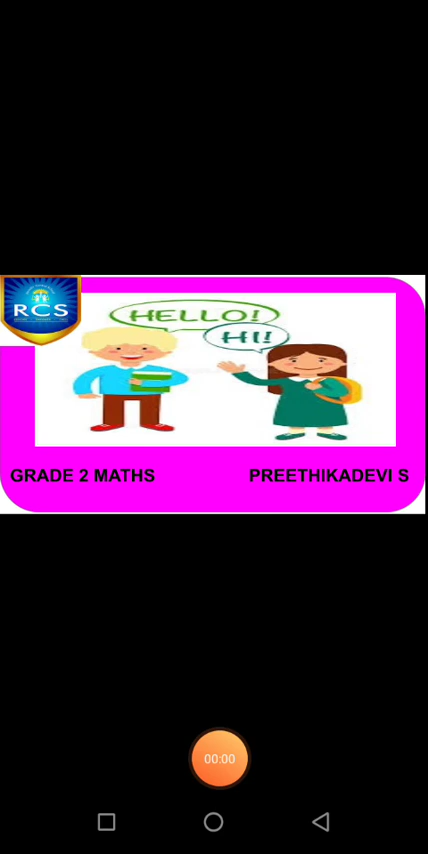 RCS
HELLO!
HI!
GRADE 2 MATHS
PREETHIKADEVI S
00:00